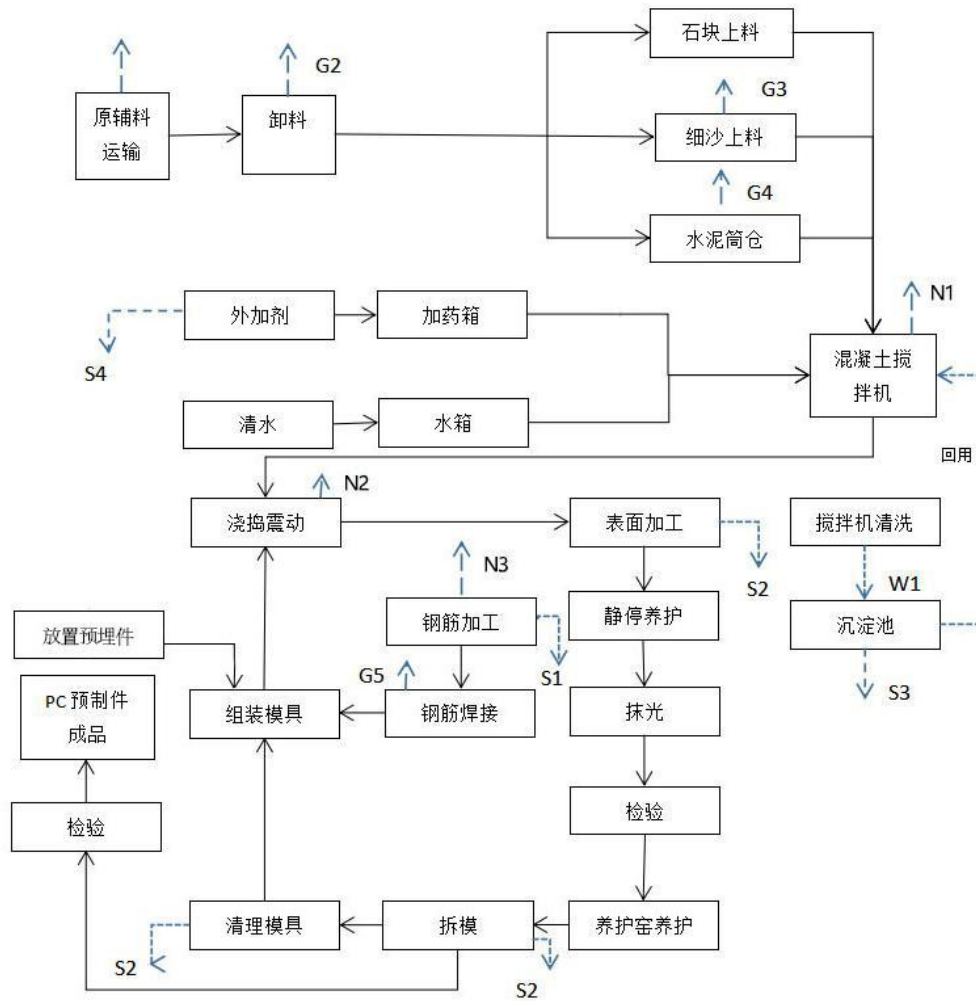 石块上料
G2
G3
原辅料
运输
卸料
细沙上料
G4
水泥筒仓
N1
外加剂
加药箱
S4
混凝土搅
拌机
清水
水箱
回用
N2
浇捣震动
表面加工
搅拌机清洗
N3
S2
W1
放置预埋件
钢筋加工
静停养护
沉淀池
G5
S1
S3
PC 预制件
成品
组装模具
钢筋焊接
抹光
检验
检验
清理模具
拆模
养护窑养护
S2
S2